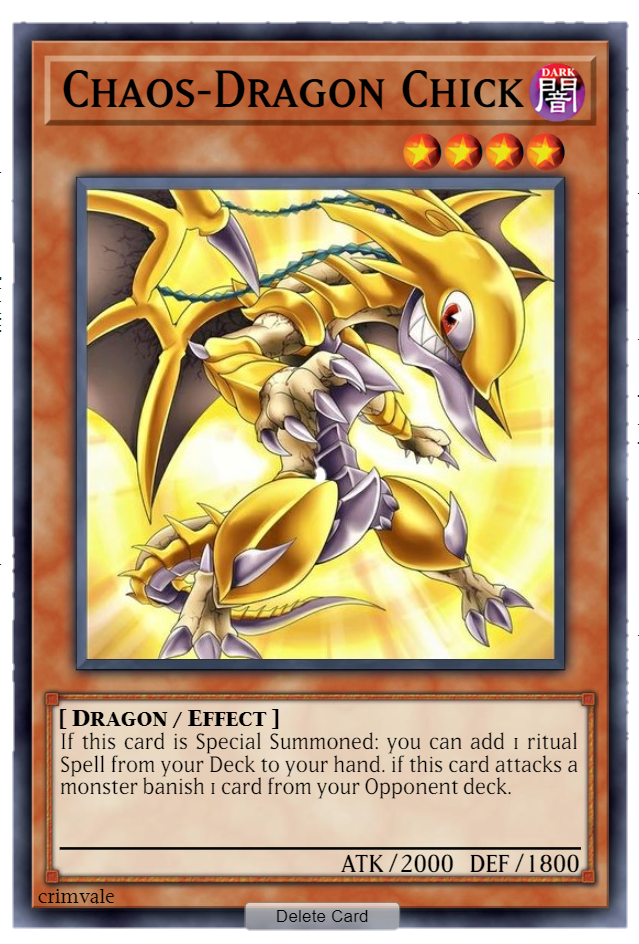 Chaos-Dragon Chick
DARK
闇
[ Dragon / Effect ]
If this card is Special Summoned: you can add 1 ritual
Spell from your Deck to your hand. if this card attacks a
monster banish 1 card from your Opponent deck.
ATK / 2000 DEF / 1800
crimvale
Delete Card